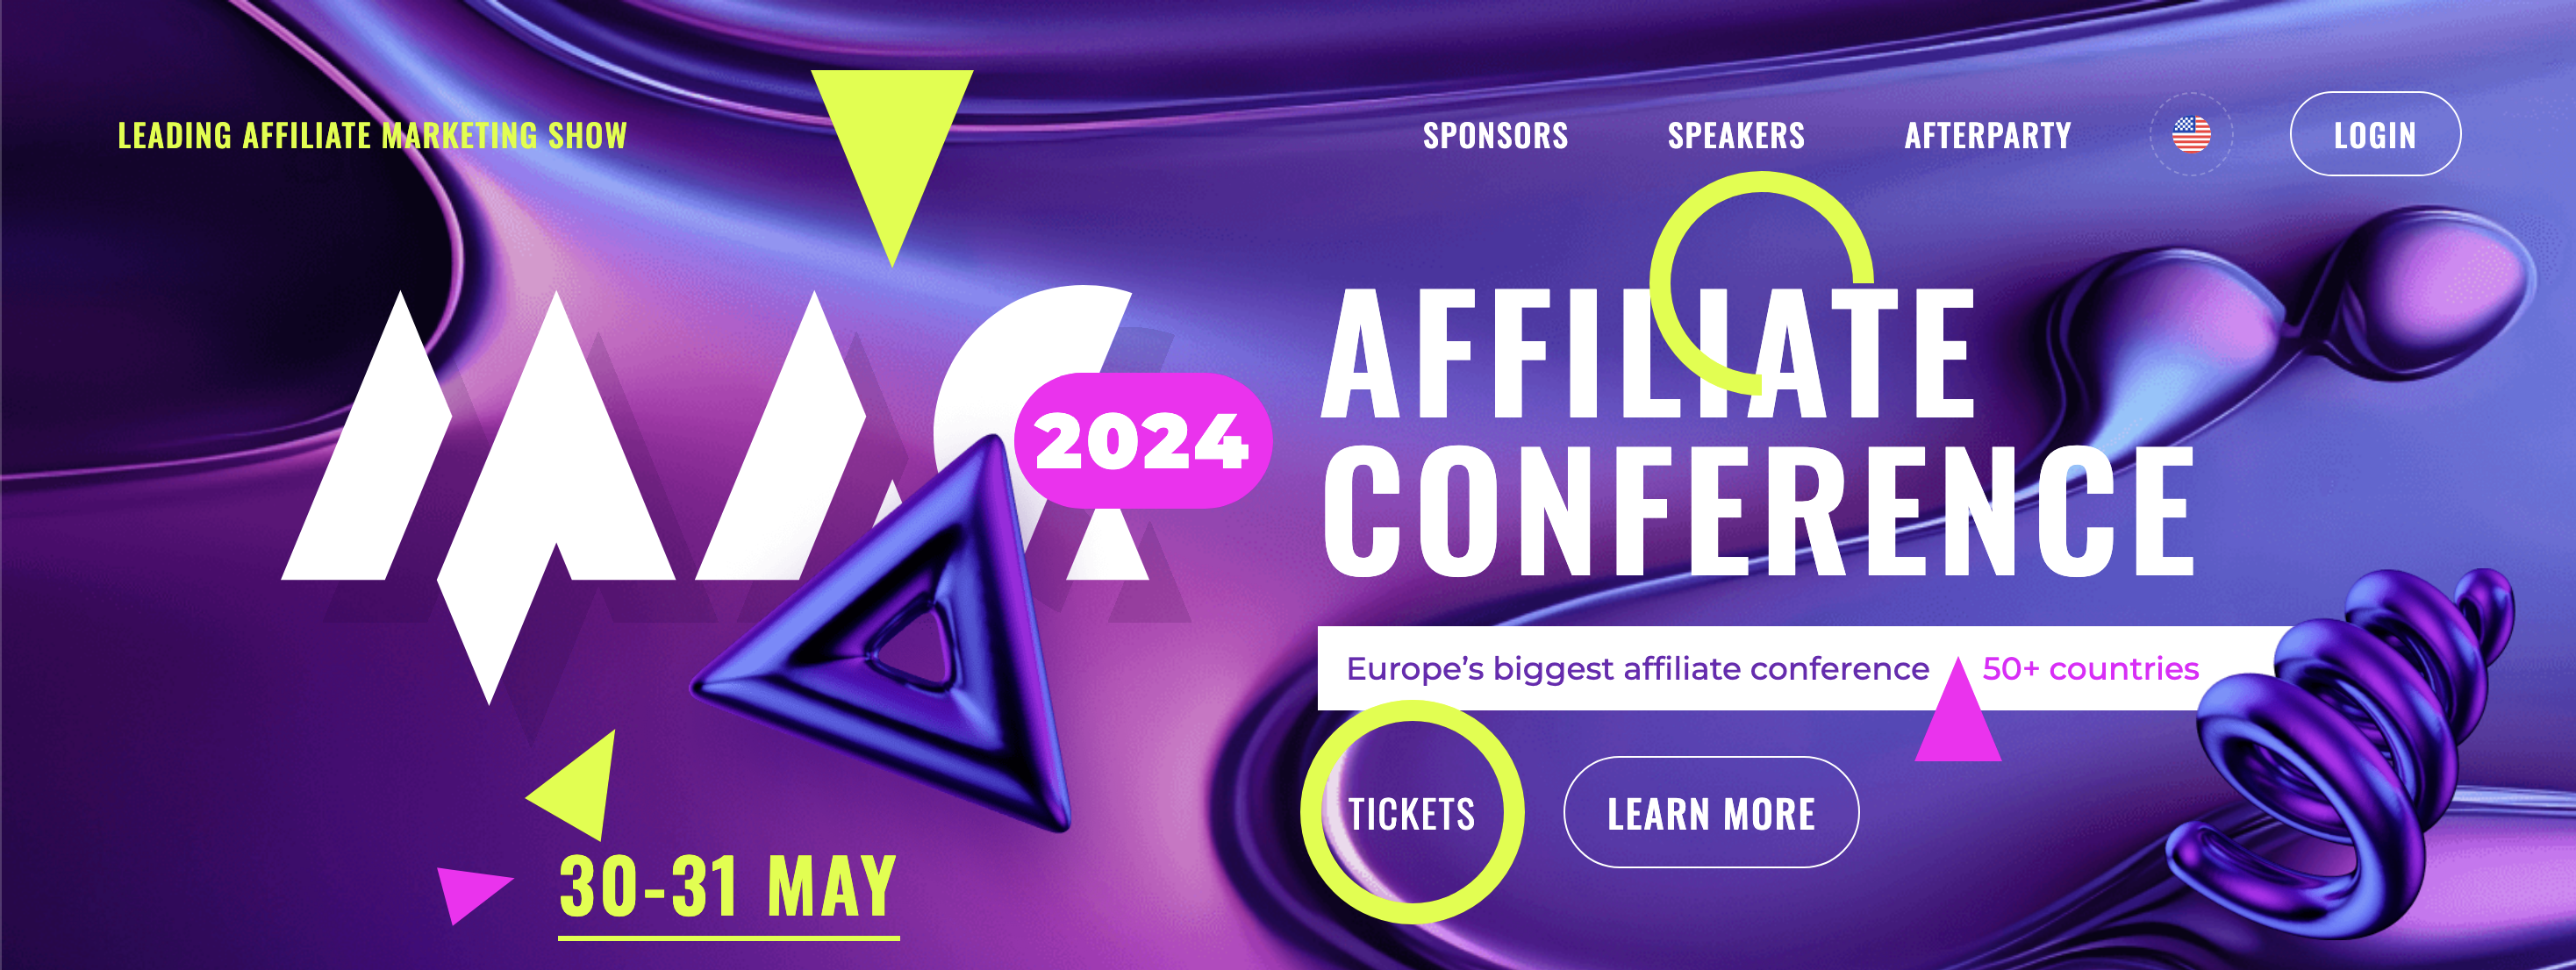 LEADING AFFILIATE MARKETING SHOW
SPONSORS
SPEAKERS
AFTERPARTY
LOGIN
MAC
2024
AFFILIATE
CONFERENCE
Europe’s biggest affiliate conference
50+ countries
TICKETS
LEARN MORE
30-31 MAY